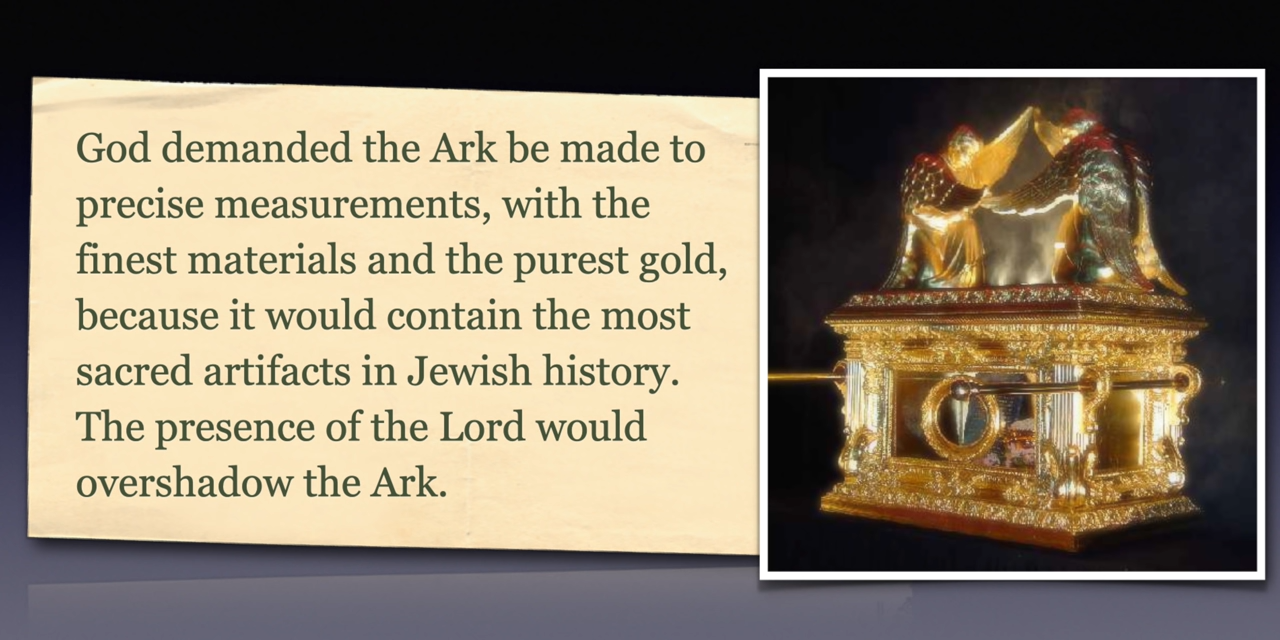 God demanded the Ark be made to
precise measurements, with the
finest materials and the purest gold,
because it would contain the most
sacred artifacts in Jewish history.
The presence of the Lord would
overshadow the Ark.